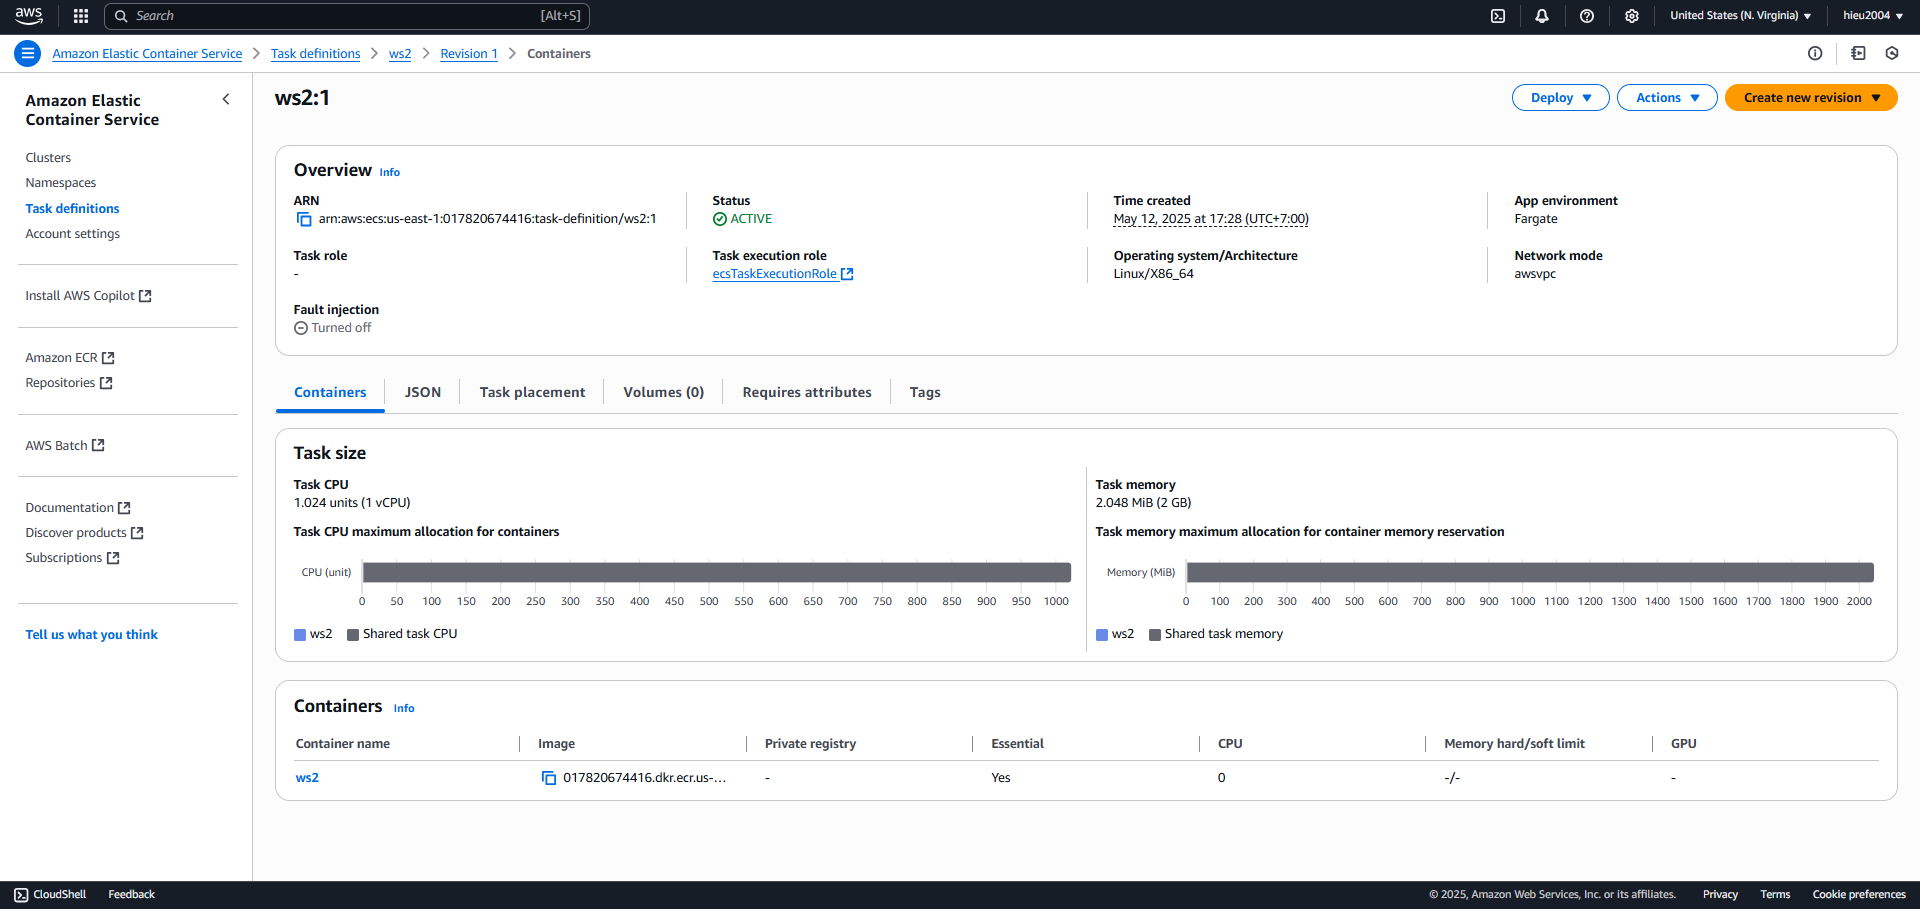 aws
Search [Alt+S]
United States (N. Virginia) hieu2004
Amazon Elastic Container Service Task definitions ws2 Revision 1 Containers
Amazon Elastic
Container Service
Clusters
Namespaces
Task definitions
Account settings
Install AWS Copilot
Amazon ECR
Repositories
AWS Batch
Documentation
Discover products
Subscriptions
Tell us what you think
ws2:1
Deploy Actions Create new revision
Overview Info
ARN
arn:aws:ecs:us-east-1:017820674416:task-definition/ws2:1
Status
ACTIVE
Time created
May 12, 2025 at 17:28 (UTC+7:00)
App environment
Fargate
Task role
-
Task execution role
ecsTaskExecutionRole
Operating system/Architecture
Linux/X86_64
Network mode
awsvpc
Fault injection
Turned off
Containers JSON Task placement Volumes (0) Requires attributes Tags
Task size
Task CPU
1.024 units (1 vCPU)
Task CPU maximum allocation for containers
CPU (unit)
0 50 100 150 200 250 300 350 400 450 500 550 600 650 700 750 800 850 900 950 1000
ws2 Shared task CPU
Task memory
2.048 MiB (2 GB)
Task memory maximum allocation for container memory reservation
Memory (MiB)
0 100 200 300 400 500 600 700 800 900 1000 1100 1200 1300 1400 1500 1600 1700 1800 1900 2000
ws2 Shared task memory
Containers Info
Container name Image Private registry Essential CPU Memory hard/soft limit GPU
ws2 017820674416.dkr.ecr.us-... - Yes 0 -/- -
CloudShell Feedback © 2025, Amazon Web Services, Inc. or its affiliates. Privacy Terms Cookie preferences